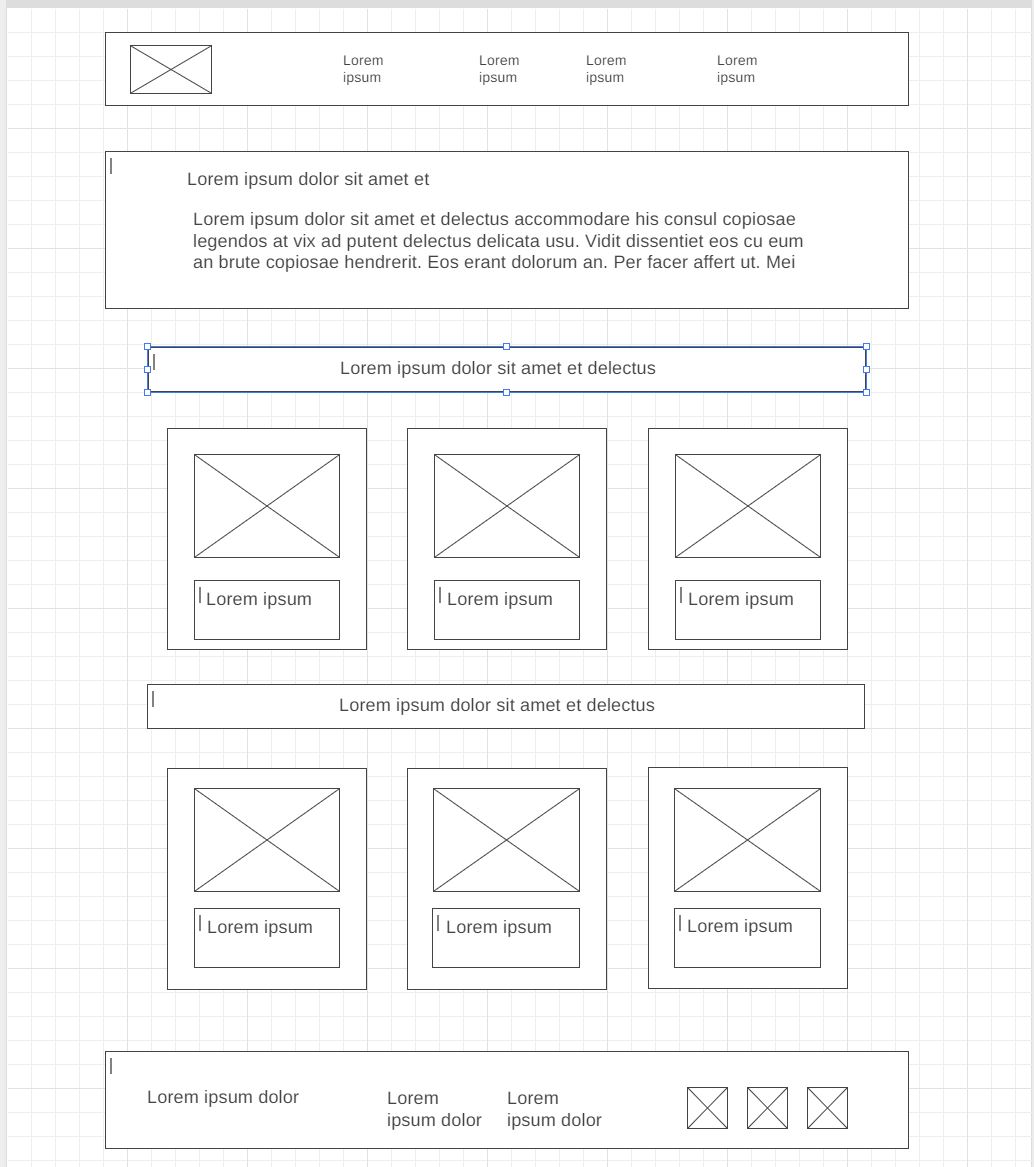 Lorem
ipsum
Lorem
ipsum
Lorem
ipsum
Lorem
ipsum
Lorem ipsum dolor sit amet et
Lorem ipsum dolor sit amet et delectus accommodare his consul copiosae
legendos at vix ad putent delectus delicata usu. Vidit dissentiet eos cu eum
an brute copiosae hendrerit. Eos erant dolorum an. Per facer affert ut. Mei
Lorem ipsum dolor sit amet et delectus
Lorem ipsum
Lorem ipsum
Lorem ipsum
Lorem ipsum dolor sit amet et delectus
Lorem ipsum
Lorem ipsum
Lorem ipsum
Lorem ipsum dolor
Lorem
ipsum dolor
Lorem
ipsum dolor